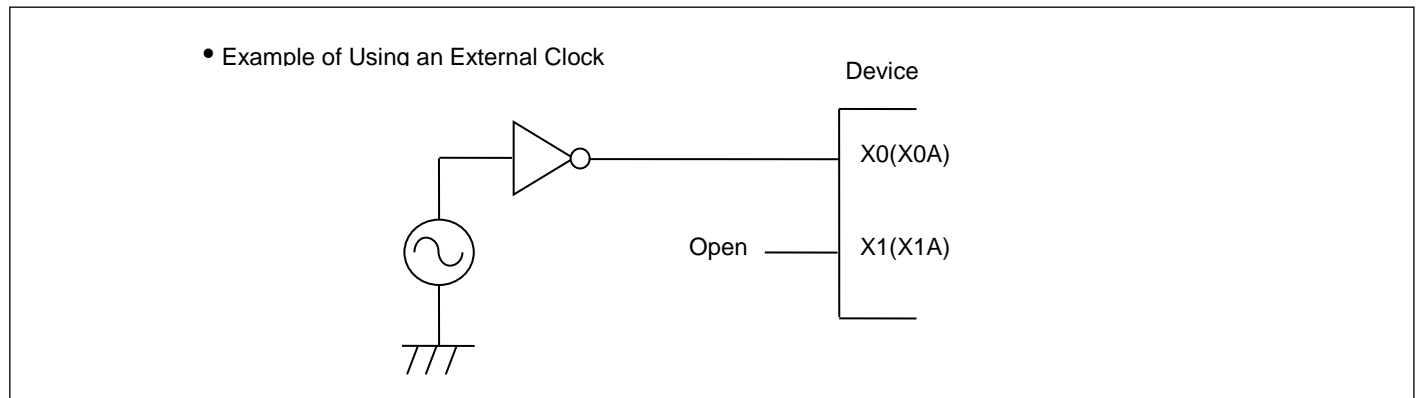 • Example of Using an External Clock
Device
X0(X0A)
Open
X1(X1A)